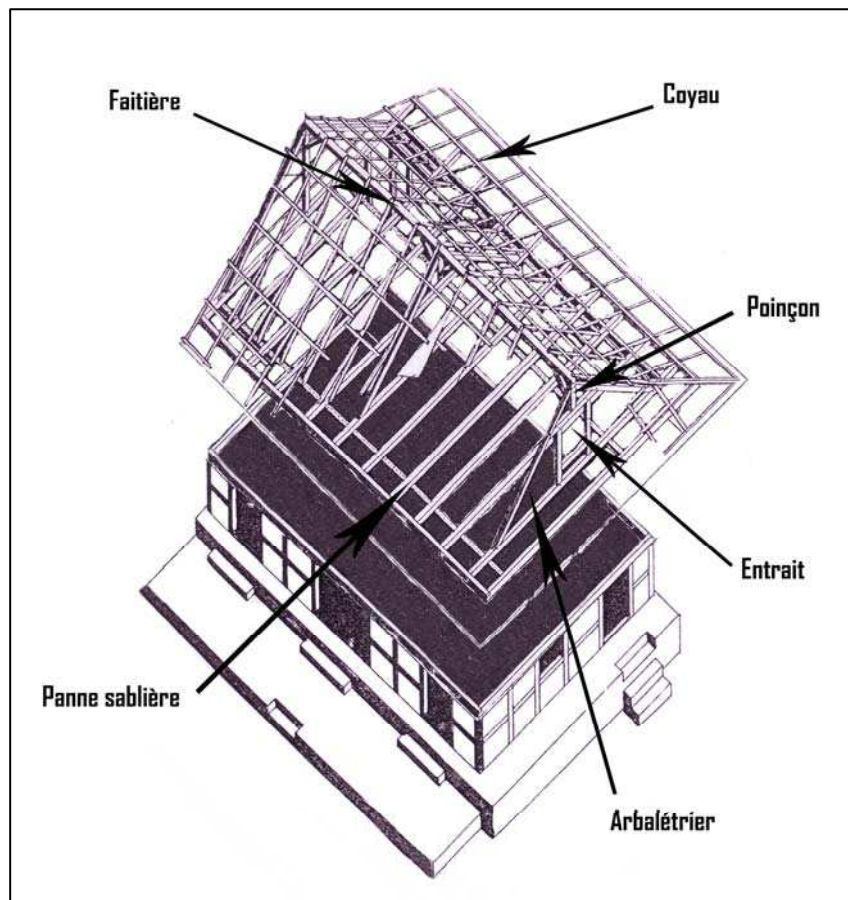 Faitière
Coyau
Poinçon
Entrait
Panne sablière
Arbalétrier